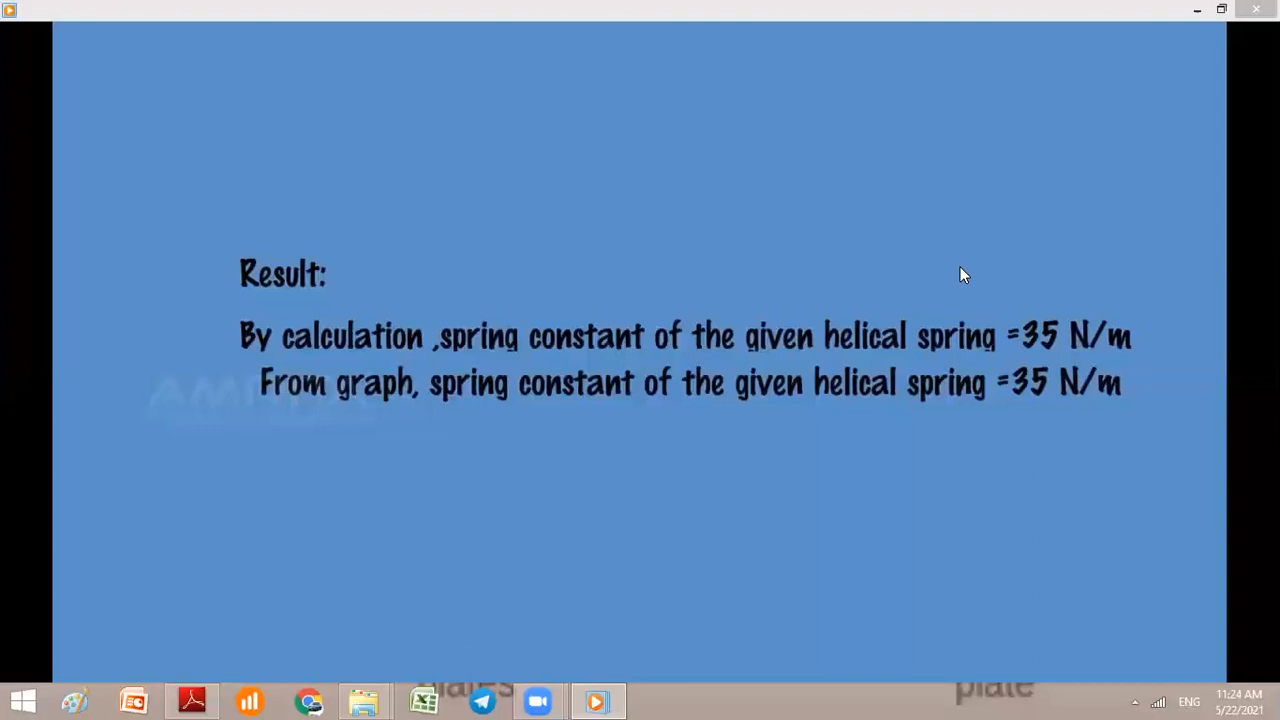 Result:
By calculation ,spring constant of the given helical spring =35 N/m
From graph, spring constant of the given helical spring =35 N/m
plate
ENG
11:24 AM
5/22/2021